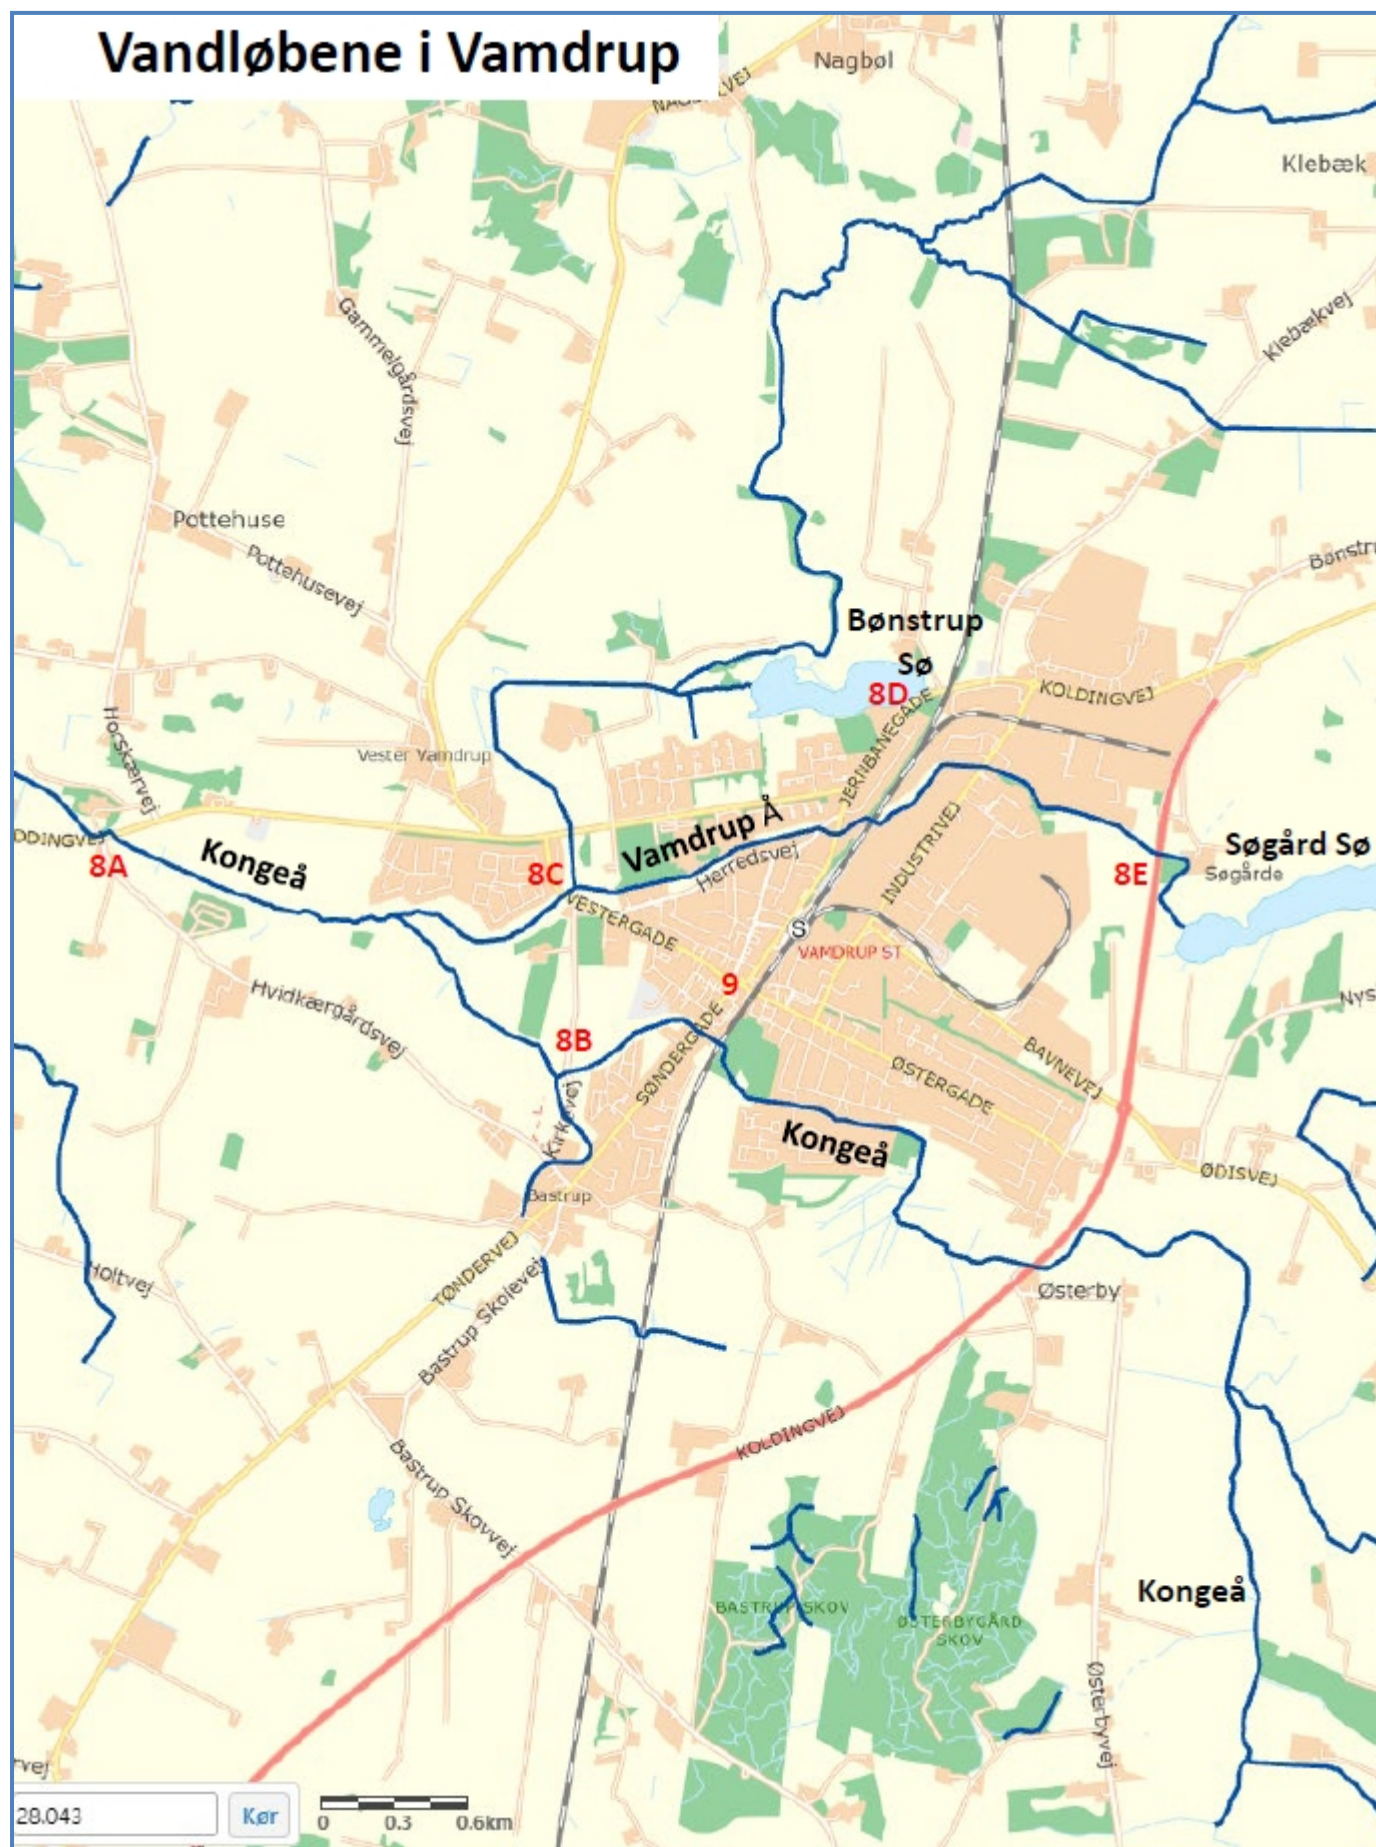 Vandløbene i Vamdrup
Nagbøl
Klebæk
Klebækvej
Gammelgårdsvej
Pottehuse
Pottehusevej
Bønstrup
Sø
8D
KOLDINGVEJ
JERNBANEGADE
Vester Vamdrup
Vamdrup Å
Herredsvej
INDUSTRIVEJ
Kongeå
8A
8C
8E
Søgård Sø
Søgårde
VESTERGADE
S
VAMDRUP ST
9
Hvidkærgårdsvej
8B
SØNDERGADE
ØSTERGADE
BAVNEVEJ
Kirkevej
Kongeå
ØDISVEJ
Bastrup
Holtvej
TØNDERVEJ
Bastrup Skolevej
Østerby
KOLDINGVEJ
Bastrup Skovvej
BASTRUP SKOV
ØSTERBYGÅRD
SKOV
Kongeå
Østerbyvej
28.043
Kør
0 0.3 0.6km